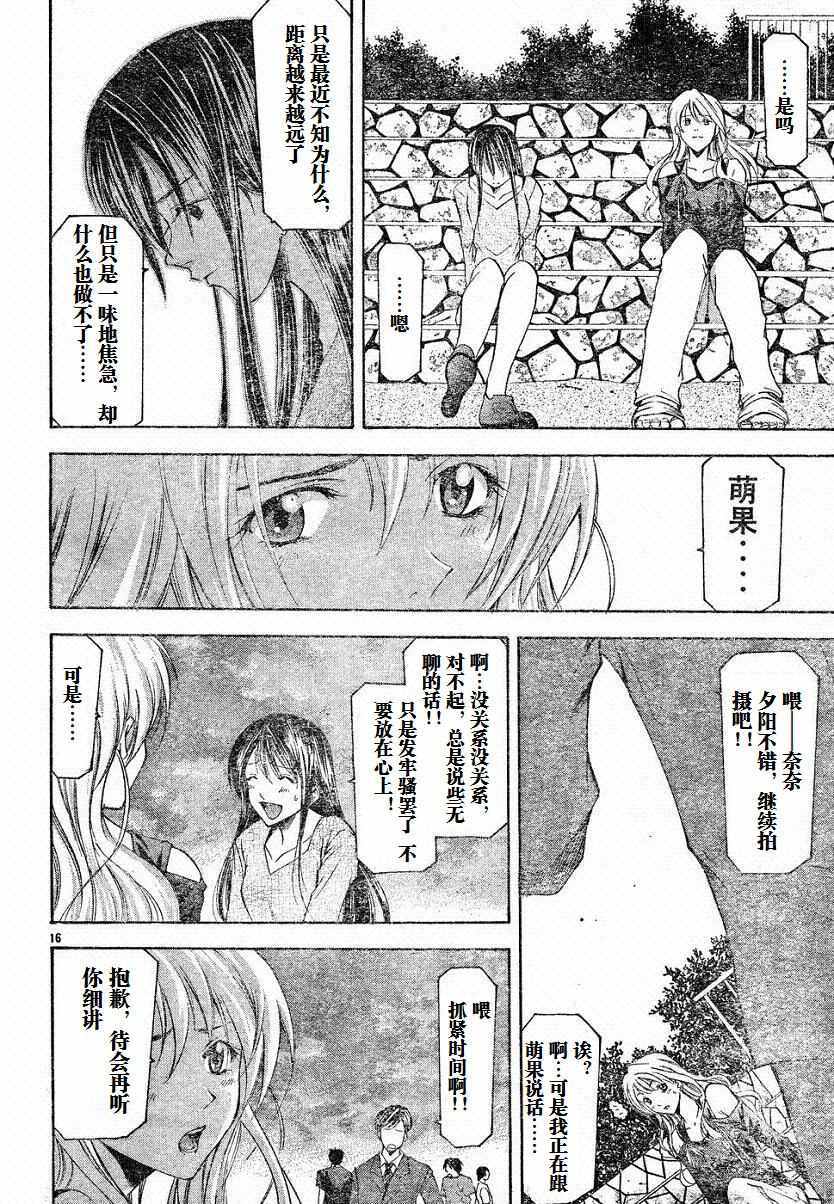 ……是吗
……嗯
只是最近不知为什么，
距离越来越远了
但只是一味地焦急，却
什么也做不了……
萌果……
喂——奈奈
夕阳不错，继续拍
摄吧!!
诶？
啊…可是我正在跟
萌果说话……
啊…没关系没关系，
对不起，总是说些无
聊的话!!
只是发牢骚罢了 不
要放在心上！
可是……
喂
抓紧时间啊!!
抱歉，待会再听
你细讲
16